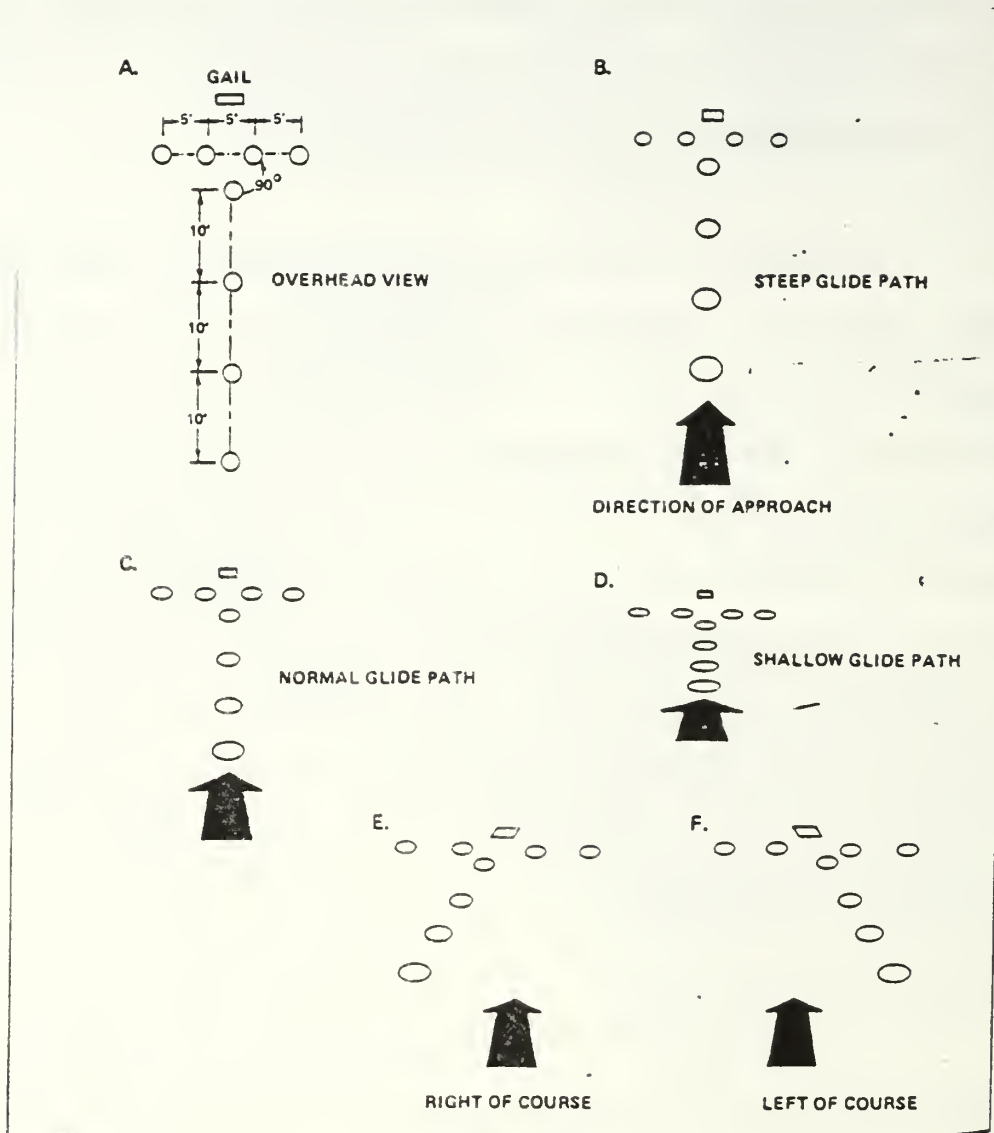 A.
GAIL
5' 5' 5'
90°
10'
OVERHEAD VIEW
10'
10'
B.
STEEP GLIDE PATH
DIRECTION OF APPROACH
C.
NORMAL GLIDE PATH
D.
SHALLOW GLIDE PATH
E.
RIGHT OF COURSE
F.
LEFT OF COURSE